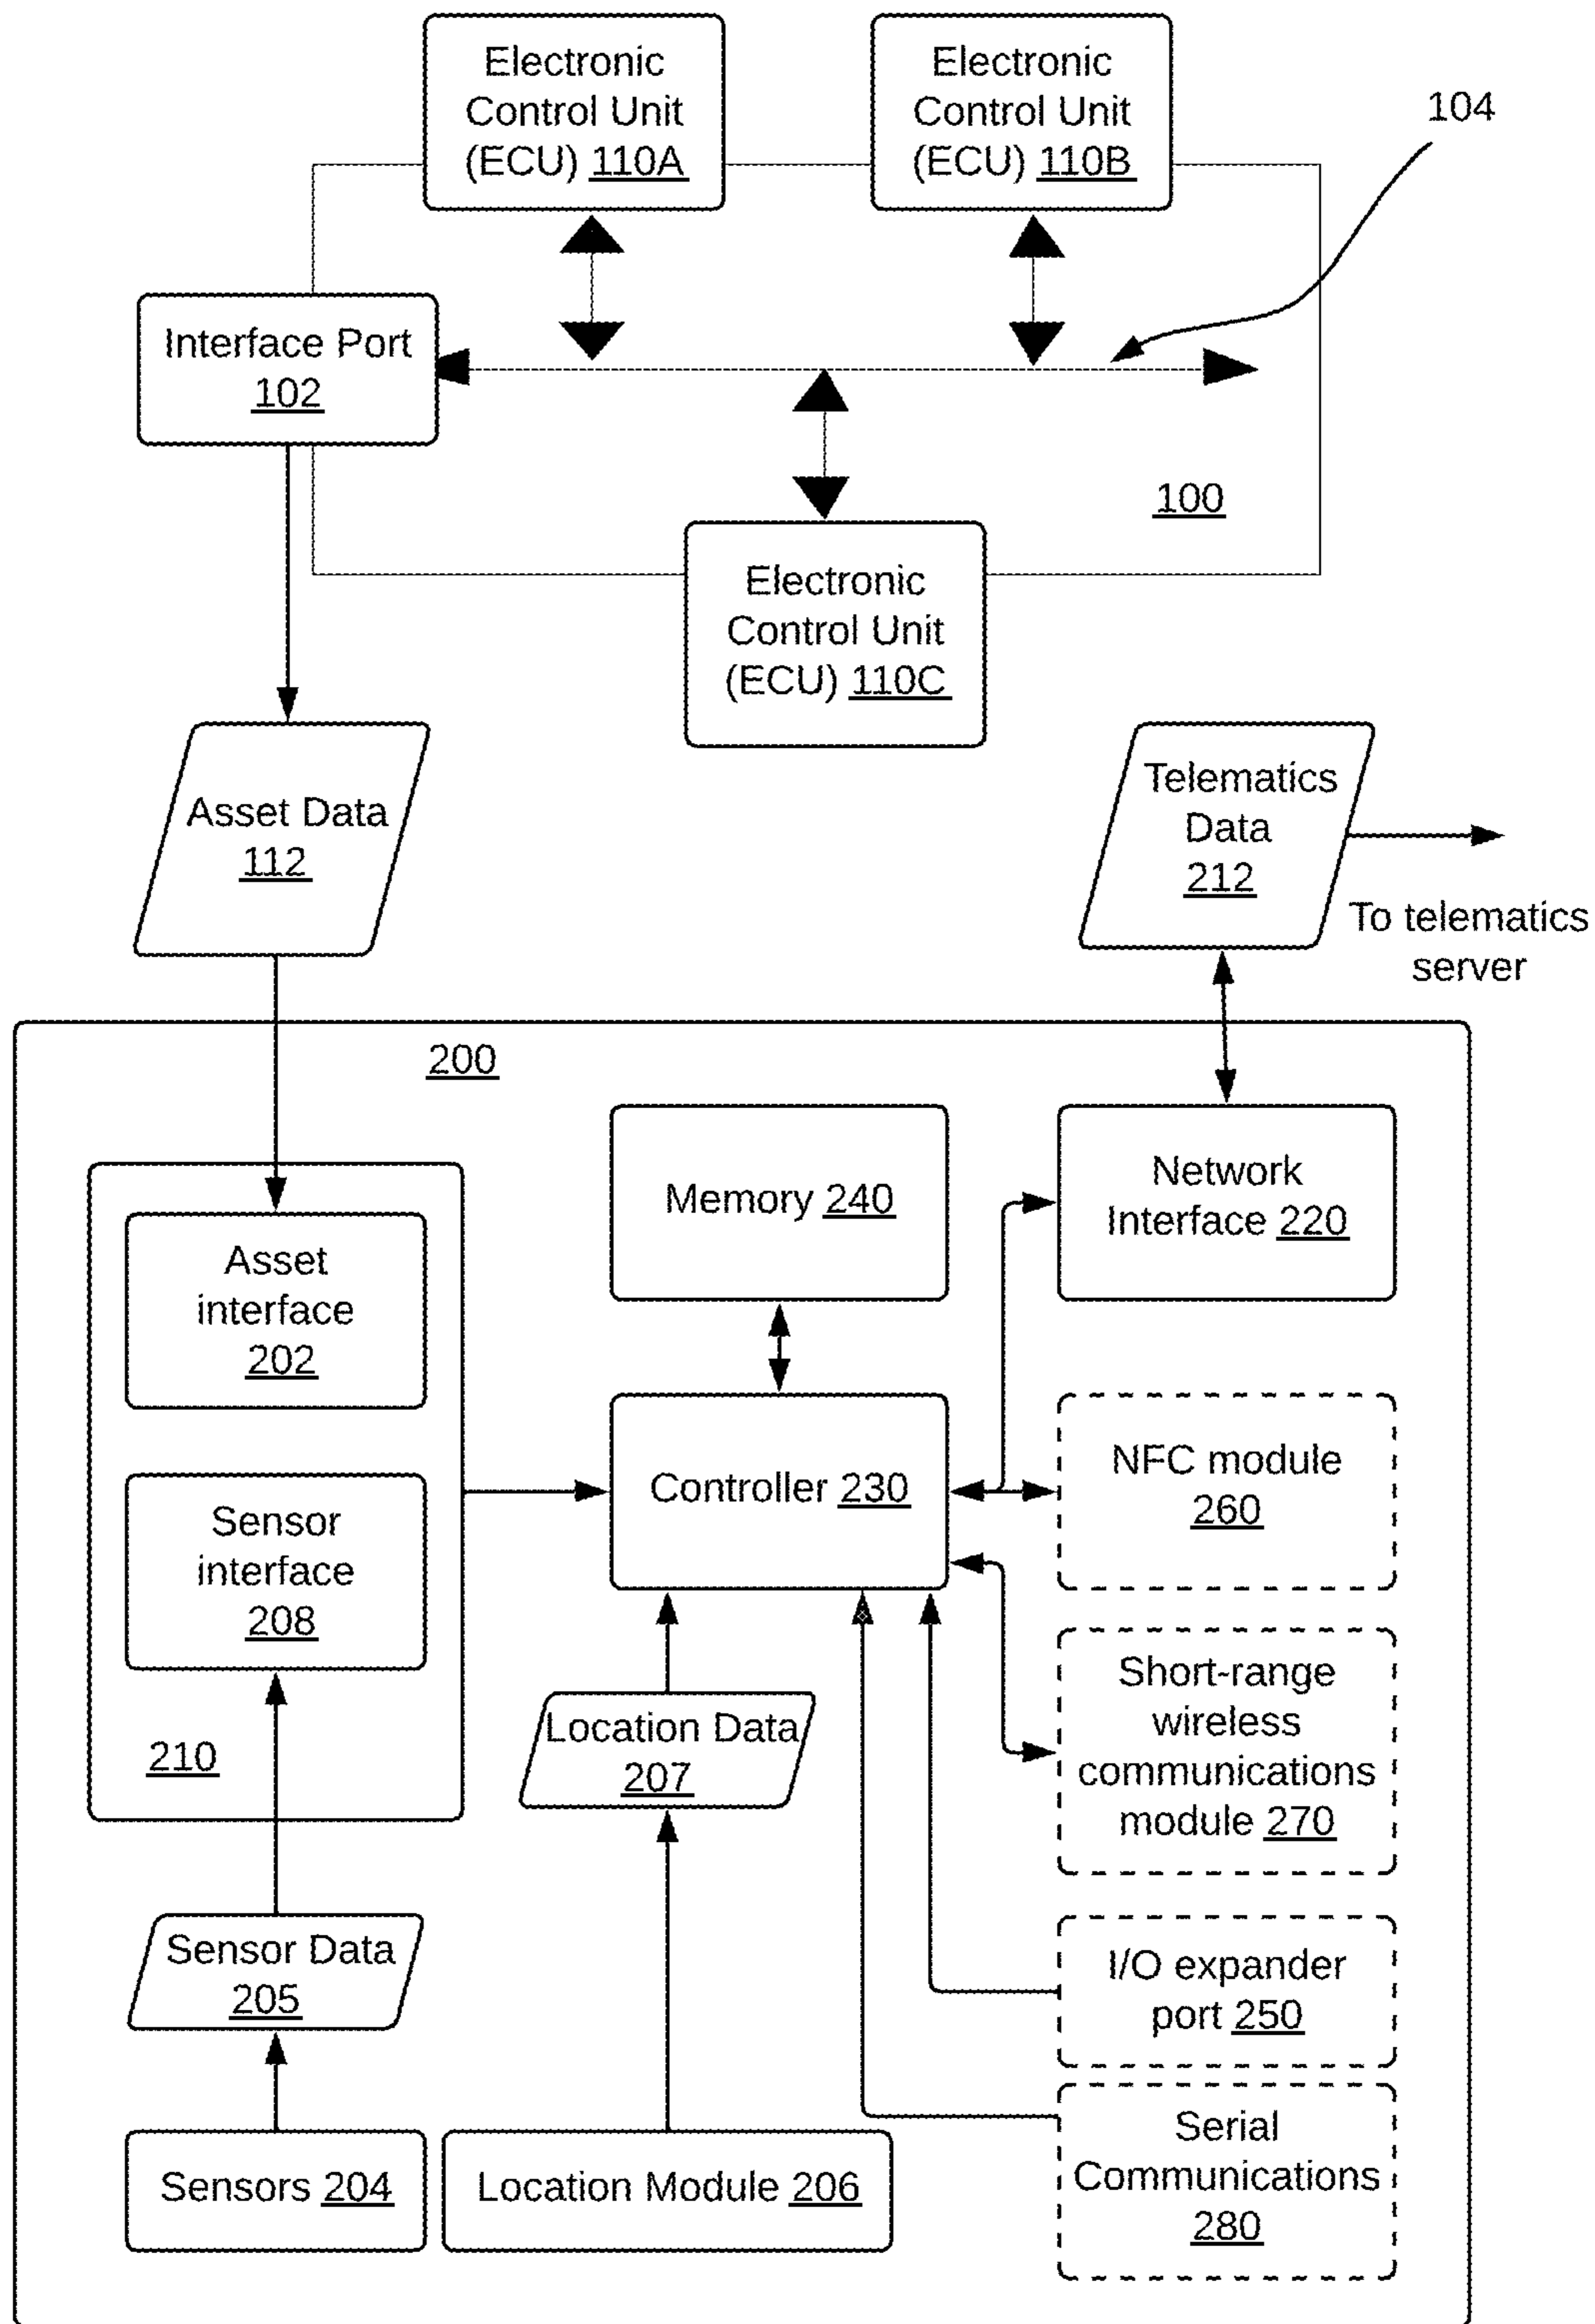 Electronic
Control Unit
(ECU) 110A
Electronic
Control Unit
(ECU) 110B
104
Interface Port
102
100
Electronic
Control Unit
(ECU) 110C
Asset Data
112
Telematics
Data
212
To telematics
server
200
Memory 240
Network
Interface 220
Asset
interface
202
Controller 230
NFC module
260
Sensor
interface
208
Short-range
wireless
communications
module 270
Location Data
207
210
Sensor Data
205
I/O expander
port 250
Sensors 204
Location Module 206
Serial
Communications
280